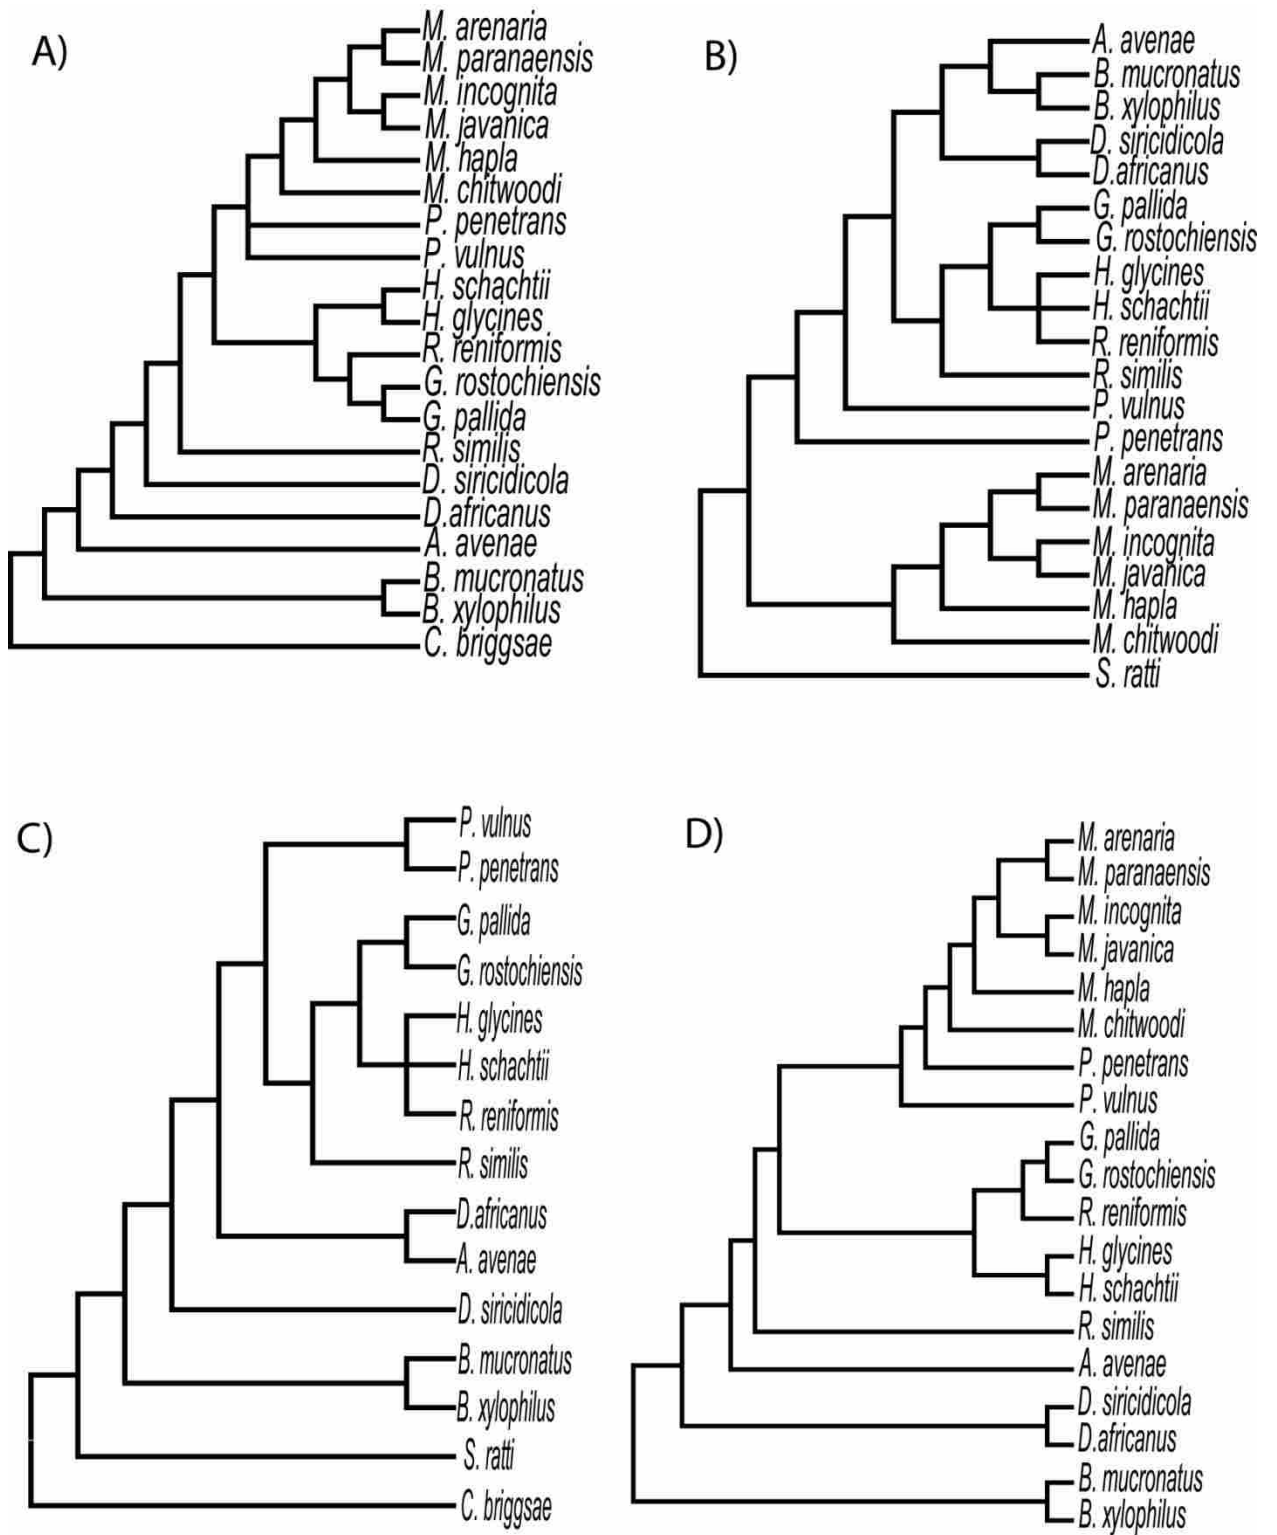 A)
M. arenaria
M. paranaensis
M. incognita
M. javanica
M. hapla
M. chitwoodi
P. penetrans
P. vulnus
H. schachtii
H. glycines
R. reniformis
G. rostochiensis
G. pallida
R. similis
D. siricidicola
D.africanus
A. avenae
B. mucronatus
B. xylophilus
C. briggsae
B)
A. avenae
B. mucronatus
B. xylophilus
D. siricidicola
D.africanus
G. pallida
G. rostochiensis
H. glycines
H. schachtii
R. reniformis
R. similis
P. vulnus
P. penetrans
M. arenaria
M. paranaensis
M. incognita
M. javanica
M. hapla
M. chitwoodi
S. ratti
C)
P. vulnus
P. penetrans
G. pallida
G. rostochiensis
H. glycines
H. schachtii
R. reniformis
R. similis
D.africanus
A. avenae
D. siricidicola
B. mucronatus
B. xylophilus
S. ratti
C. briggsae
D)
M. arenaria
M. paranaensis
M. incognita
M. javanica
M. hapla
M. chitwoodi
P. penetrans
P. vulnus
G. pallida
G. rostochiensis
R. reniformis
H. glycines
H. schachtii
R. similis
A. avenae
D. siricidicola
D.africanus
B. mucronatus
B. xylophilus